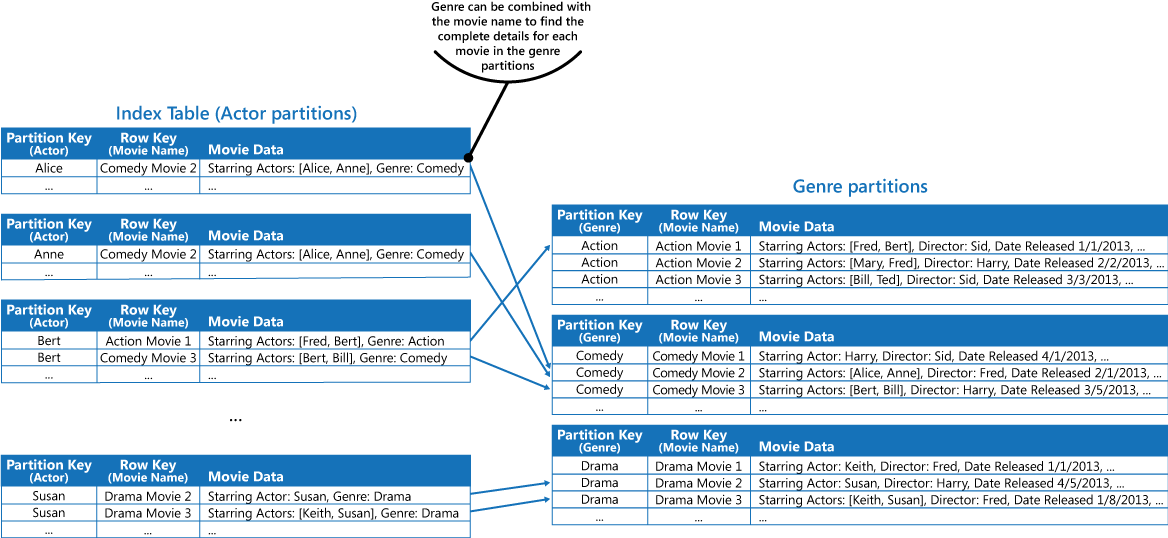 Genre can be combined with
the movie name to find the
complete details for each
movie in the genre
partitions
Index Table (Actor partitions)
Partition Key (Actor) Row Key (Movie Name) Movie Data
Alice Comedy Movie 2 Starring Actors: [Alice, Anne], Genre: Comedy
... ... ...
Partition Key (Actor) Row Key (Movie Name) Movie Data
Anne Comedy Movie 2 Starring Actors: [Alice, Anne], Genre: Comedy
... ... ...
Partition Key (Actor) Row Key (Movie Name) Movie Data
Bert Action Movie 1 Starring Actors: [Fred, Bert], Genre: Action
Bert Comedy Movie 3 Starring Actors: [Bert, Bill], Genre: Comedy
... ... ...
...
Partition Key (Actor) Row Key (Movie Name) Movie Data
Susan Drama Movie 2 Starring Actor: Susan, Genre: Drama
Susan Drama Movie 3 Starring Actors: [Keith, Susan], Genre: Drama
... ... ...
Genre partitions
Partition Key (Genre) Row Key (Movie Name) Movie Data
Action Action Movie 1 Starring Actors: [Fred, Bert], Director: Sid, Date Released 1/1/2013, ...
Action Action Movie 2 Starring Actors: [Mary, Fred], Director: Harry, Date Released 2/2/2013, ...
Action Action Movie 3 Starring Actors: [Bill, Ted], Director: Sid, Date Released 3/3/2013, ...
... ... ...
Partition Key (Genre) Row Key (Movie Name) Movie Data
Comedy Comedy Movie 1 Starring Actor: Harry, Director: Sid, Date Released 4/1/2013, ...
Comedy Comedy Movie 2 Starring Actors: [Alice, Anne], Director: Fred, Date Released 2/1/2013, ...
Comedy Comedy Movie 3 Starring Actors: [Bert, Bill], Director: Harry, Date Released 3/5/2013, ...
... ... ...
Partition Key (Genre) Row Key (Movie Name) Movie Data
Drama Drama Movie 1 Starring Actor: Keith, Director: Fred, Date Released 1/1/2013, ...
Drama Drama Movie 2 Starring Actor: Susan, Director: Harry, Date Released 4/5/2013, ...
Drama Drama Movie 3 Starring Actors: [Keith, Susan], Director: Fred, Date Released 1/8/2013, ...
... ... ...